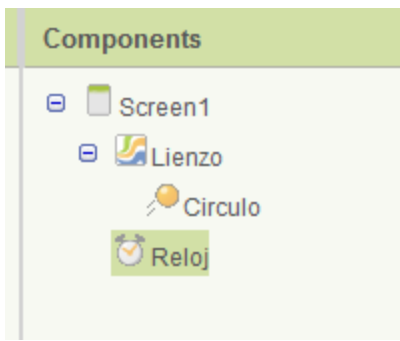 Components
Screen1
Lienzo
Circulo
Reloj